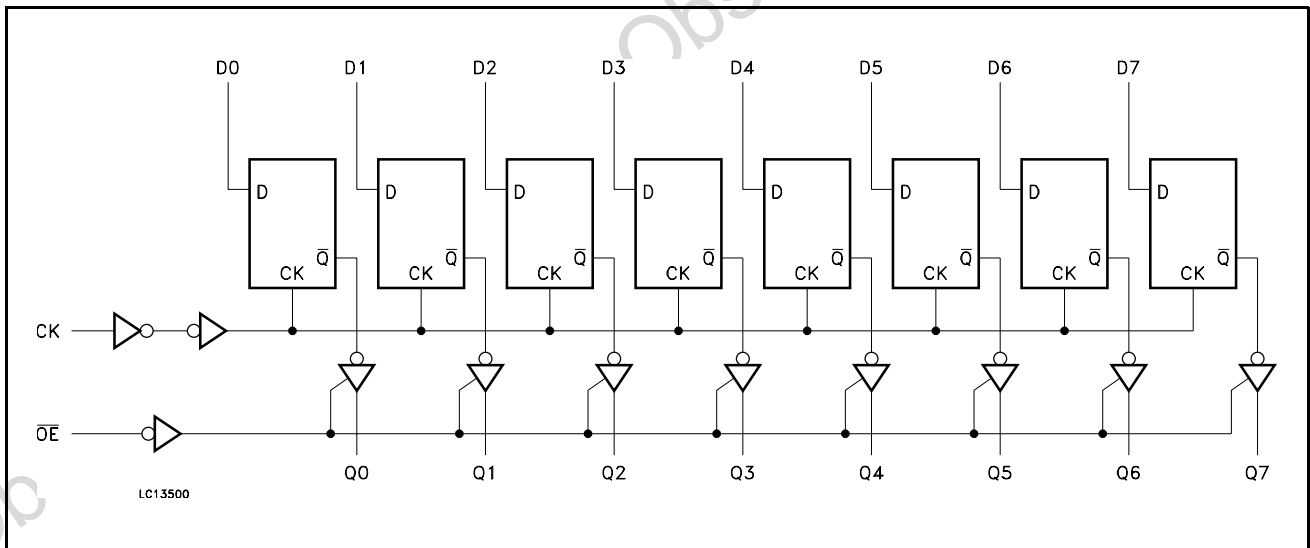 Obs
D0 D1 D2 D3 D4 D5 D6 D7
D D D D D D D D
Q̅ Q̅ Q̅ Q̅ Q̅ Q̅ Q̅ Q̅
CK CK CK CK CK CK CK CK
CK
O̅E̅
Q0 Q1 Q2 Q3 Q4 Q5 Q6 Q7
LC13500